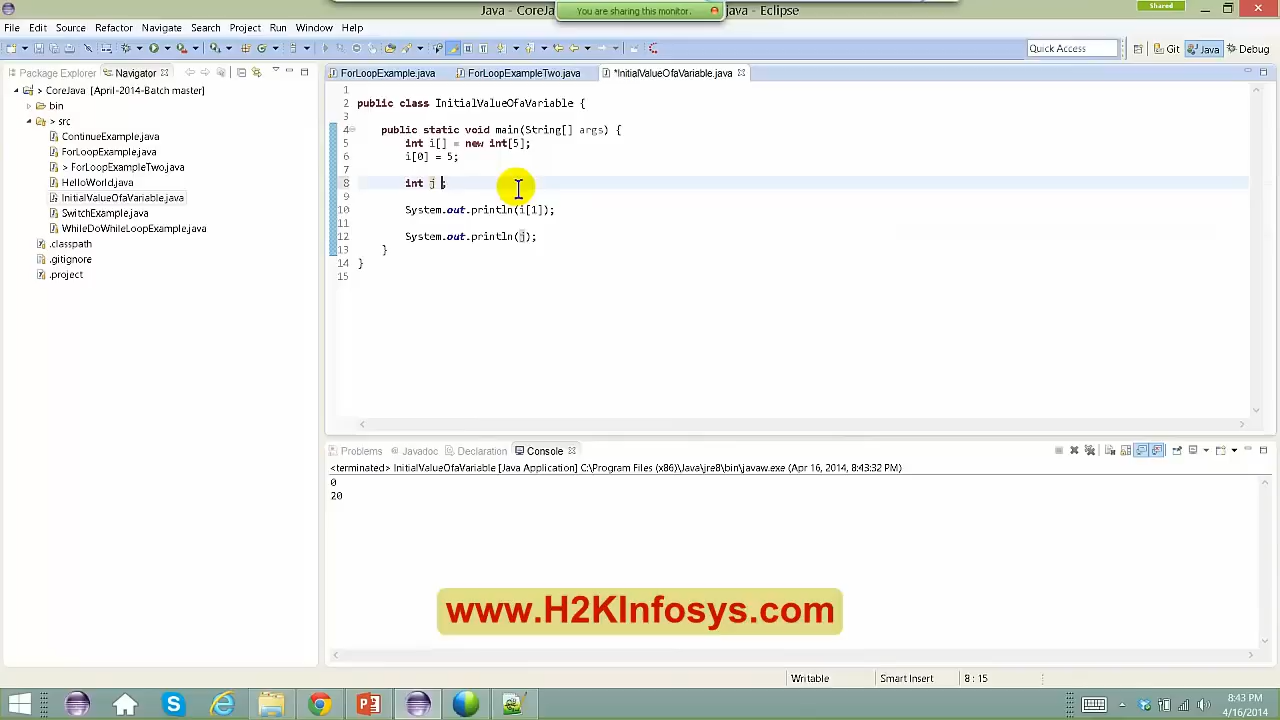 Java - CoreJa
You are sharing this monitor.
java - Eclipse
Shared
File Edit Source Refactor Navigate Search Project Run Window Help
Quick Access
Git
Java
Debug
Package Explorer
Navigator
ForLoopExample.java
ForLoopExampleTwo.java
*InitialValueOfaVariable.java
> CoreJava [April-2014-Batch master]
bin
> src
ContinueExample.java
ForLoopExample.java
> ForLoopExampleTwo.java
HelloWorld.java
InitialValueOfaVariable.java
SwitchExample.java
WhileDoWhileLoopExample.java
.classpath
.gitignore
.project
1
2 public class InitialValueOfaVariable {
3
4 public static void main(String[] args) {
5 int i[] = new int[5];
6 i[0] = 5;
7
8 int j ;
9
10 System.out.println(i[1]);
11
12 System.out.println(j);
13 }
14 }
15
Problems
@ Javadoc
Declaration
Console
<terminated> InitialValueOfaVariable [Java Application] C:\Program Files (x86)\Java\jre8\bin\javaw.exe (Apr 16, 2014, 8:43:32 PM)
0
20
www.H2KInfosys.com
Writable
Smart Insert
8 : 15
8:43 PM
4/16/2014